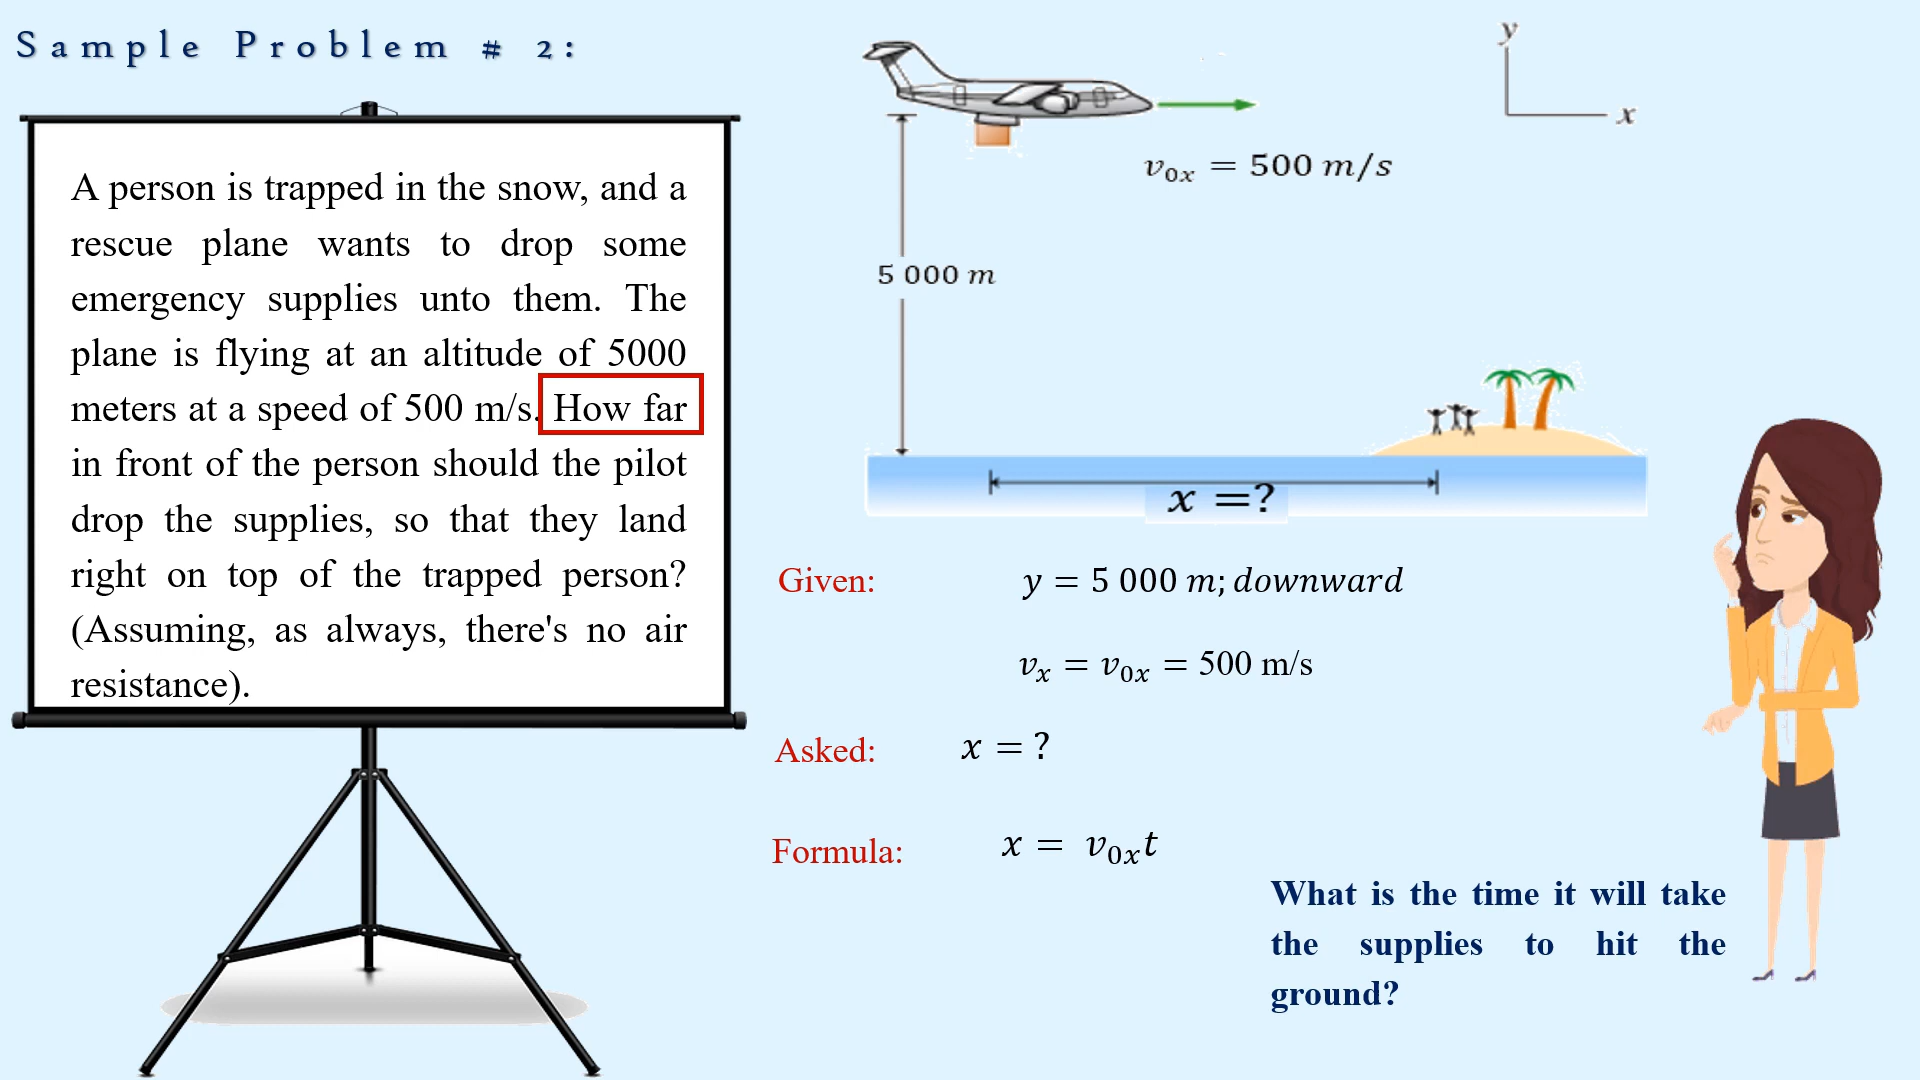 Sample Problem # 2:
A person is trapped in the snow, and a
rescue plane wants to drop some
emergency supplies unto them. The
plane is flying at an altitude of 5000
meters at a speed of 500 m/s. How far
in front of the person should the pilot
drop the supplies, so that they land
right on top of the trapped person?
(Assuming, as always, there's no air
resistance).
y
x
v₀ₓ = 500 m/s
5 000 m
x =?
Given: y = 5 000 m; downward
vₓ = v₀ₓ = 500 m/s
Asked: x = ?
Formula: x = v₀ₓt
What is the time it will take
the supplies to hit the
ground?